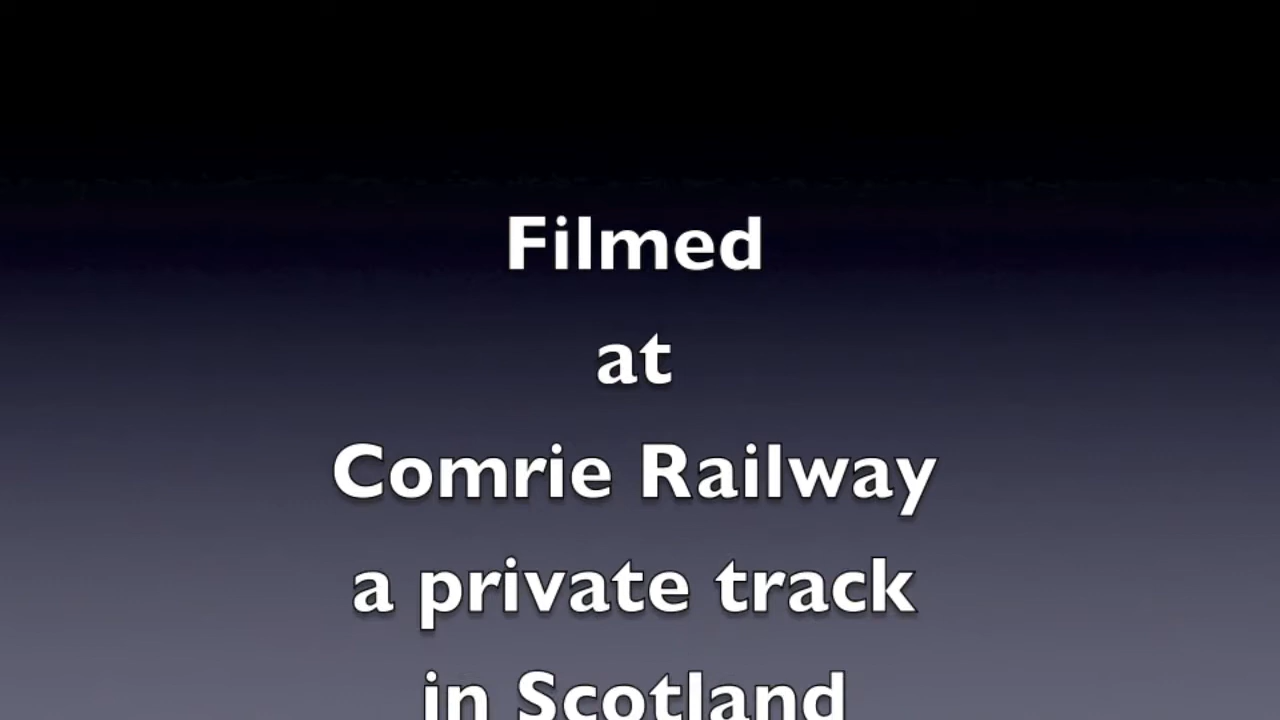 Filmed
at
Comrie Railway
a private track
in Scotland